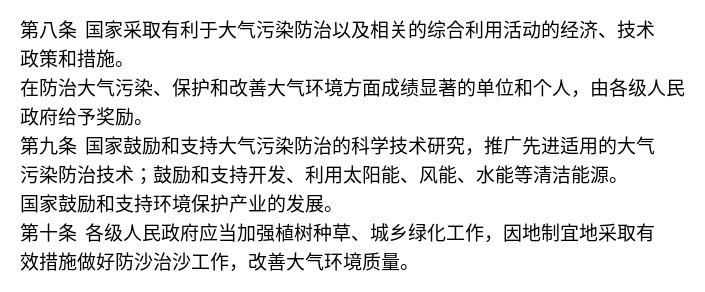 第八条 国家采取有利于大气污染防治以及相关的综合利用活动的经济、技术
政策和措施。
在防治大气污染、保护和改善大气环境方面成绩显著的单位和个人，由各级人民
政府给予奖励。
第九条 国家鼓励和支持大气污染防治的科学技术研究，推广先进适用的大气
污染防治技术；鼓励和支持开发、利用太阳能、风能、水能等清洁能源。
国家鼓励和支持环境保护产业的发展。
第十条 各级人民政府应当加强植树种草、城乡绿化工作，因地制宜地采取有
效措施做好防沙治沙工作，改善大气环境质量。